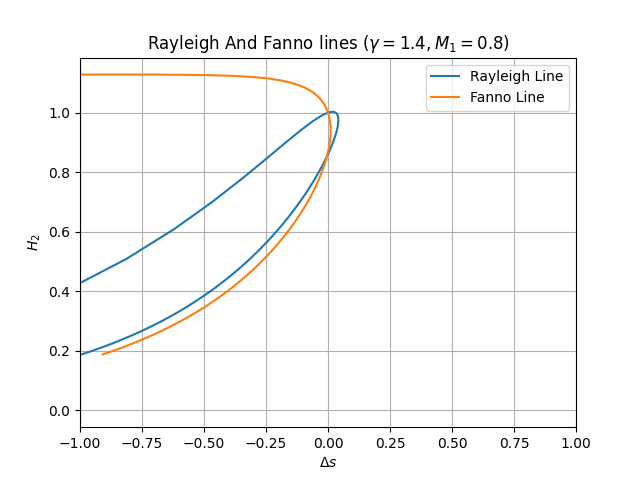 Rayleigh And Fanno lines (γ = 1.4, M₁ = 0.8)
Rayleigh Line
Fanno Line
H₂
1.0
0.8
0.6
0.4
0.2
0.0
−1.00 −0.75 −0.50 −0.25 0.00 0.25 0.50 0.75 1.00
Δs